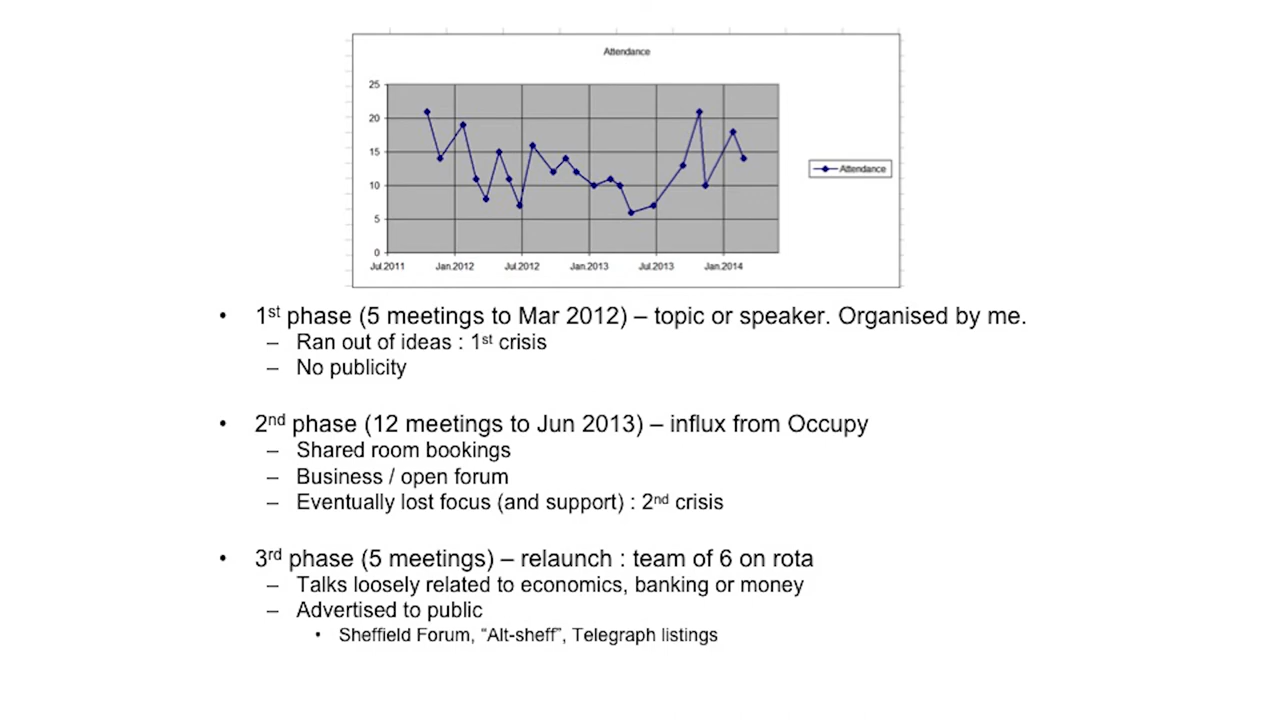 Attendance
25
20
15
10
5
0
Jul.2011 Jan.2012 Jul.2012 Jan.2013 Jul.2013 Jan.2014
Attendance
• 1st phase (5 meetings to Mar 2012) – topic or speaker. Organised by me.
– Ran out of ideas : 1st crisis
– No publicity
• 2nd phase (12 meetings to Jun 2013) – influx from Occupy
– Shared room bookings
– Business / open forum
– Eventually lost focus (and support) : 2nd crisis
• 3rd phase (5 meetings) – relaunch : team of 6 on rota
– Talks loosely related to economics, banking or money
– Advertised to public
• Sheffield Forum, “Alt-sheff”, Telegraph listings